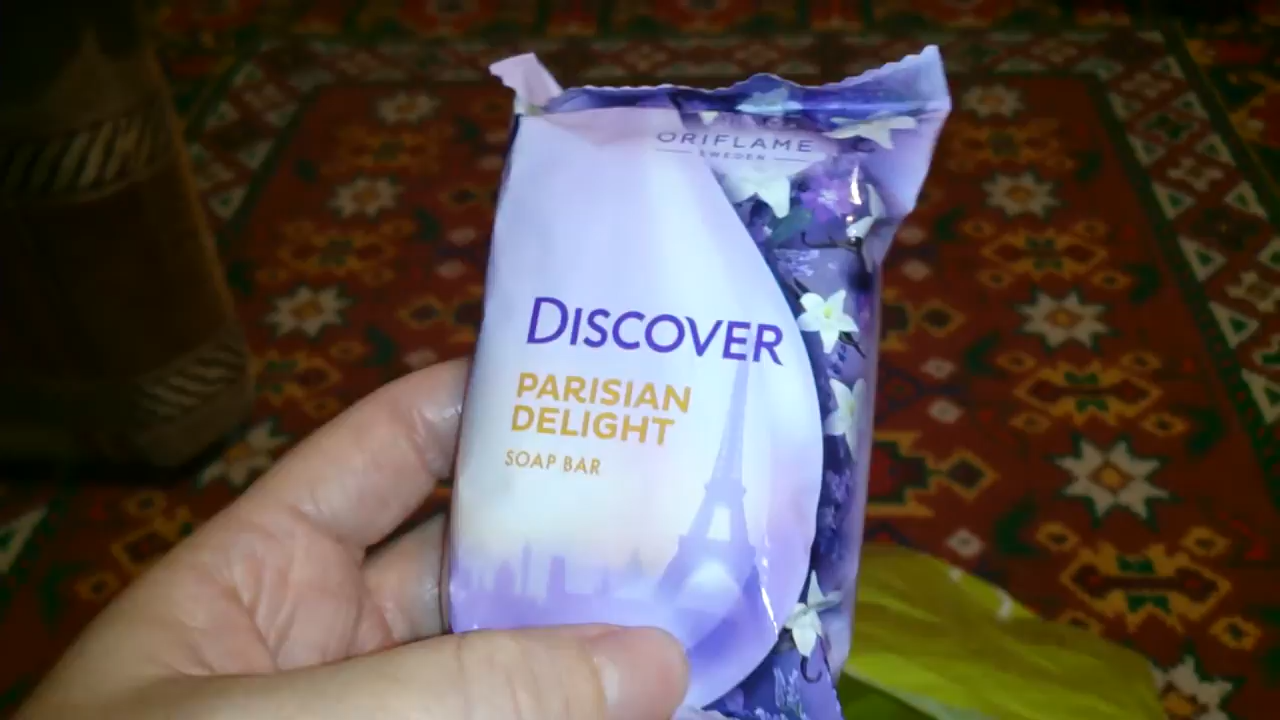 ORIFLAME
SWEDEN
DISCOVER
PARISIAN
DELIGHT
SOAP BAR